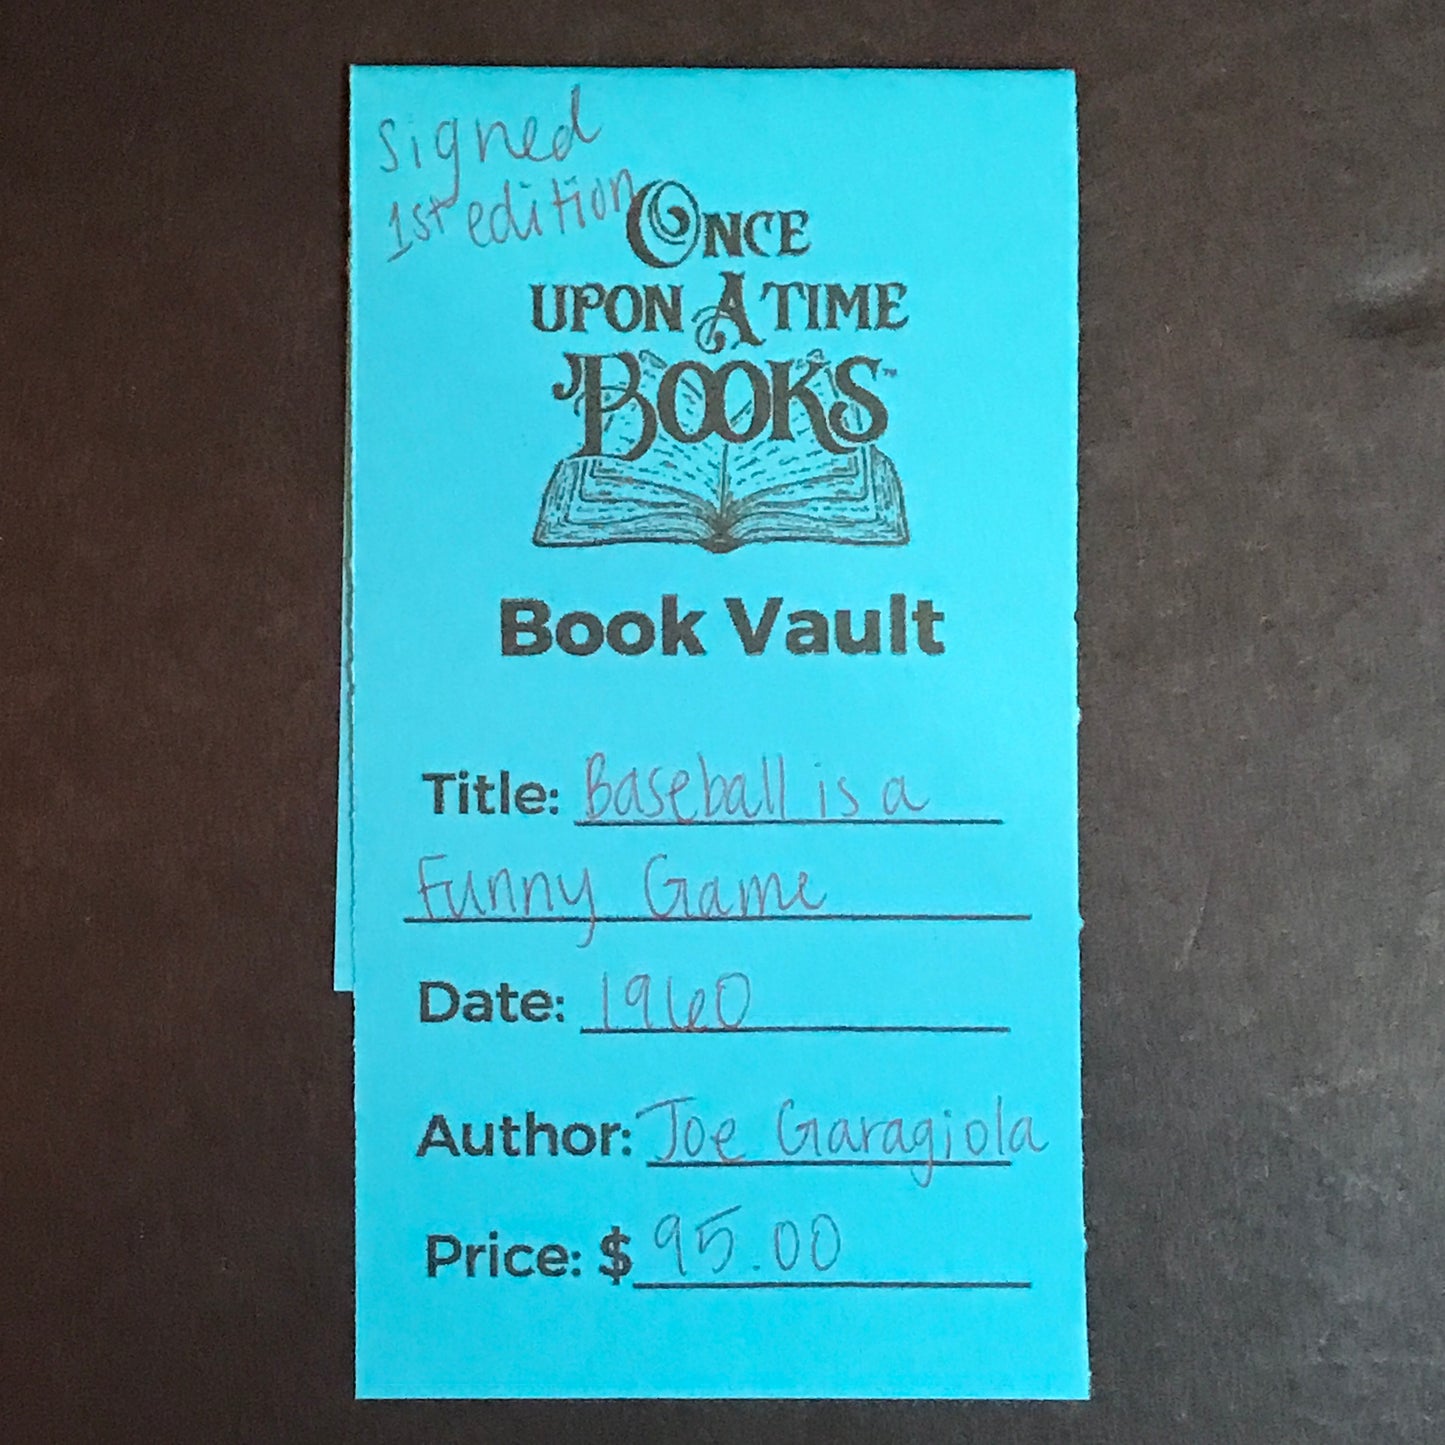 signed
1st edition
ONCE
UPON A TIME
BOOKS™
Book Vault
Title: Baseball is a
Funny Game
Date: 1960
Author: Joe Garagiola
Price: $ 95.00